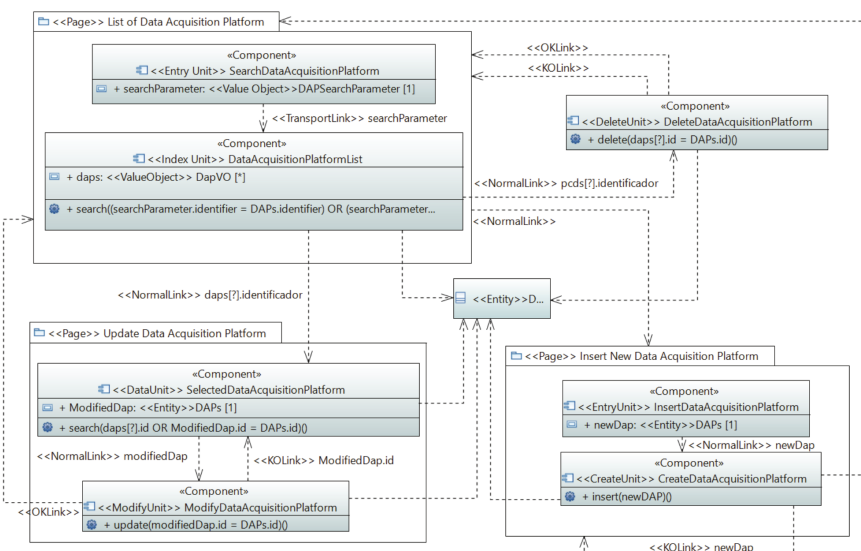 <<Page>> List of Data Acquisition Platform
«Component»
<<Entry Unit>> SearchDataAcquisitionPlatform
+ searchParameter: <<Value Object>>DAPSearchParameter [1]
<<TransportLink>> searchParameter
«Component»
<<Index Unit>> DataAcquisitionPlatformList
+ daps: <<ValueObject>> DapVO [*]
+ search((searchParameter.identifier = DAPs.identifier) OR (searchParameter...
<<OKLink>>
<<KOLink>>
«Component»
<<DeleteUnit>> DeleteDataAcquisitionPlatform
+ delete(daps[?].id = DAPs.id)()
<<NormalLink>> pcds[?].identificador
<<NormalLink>>
<<NormalLink>> daps[?].identificador
<<Entity>>D...
<<Page>> Update Data Acquisition Platform
«Component»
<<DataUnit>> SelectedDataAcquisitionPlatform
+ ModifiedDap: <<Entity>>DAPs [1]
+ search(daps[?].id OR ModifiedDap.id = DAPs.id)()
<<NormalLink>> modifiedDap
<<KOLink>> ModifiedDap.id
«Component»
<<ModifyUnit>> ModifyDataAcquisitionPlatform
+ update(modifiedDap.id = DAPs.id)()
<<OKLink>>
<<Page>> Insert New Data Acquisition Platform
«Component»
<<EntryUnit>> InsertDataAcquisitionPlatform
+ newDap: <<Entity>>DAPs [1]
<<NormalLink>> newDap
«Component»
<<CreateUnit>> CreateDataAcquisitionPlatform
+ insert(newDAP)()
<<KOLink>> newDap